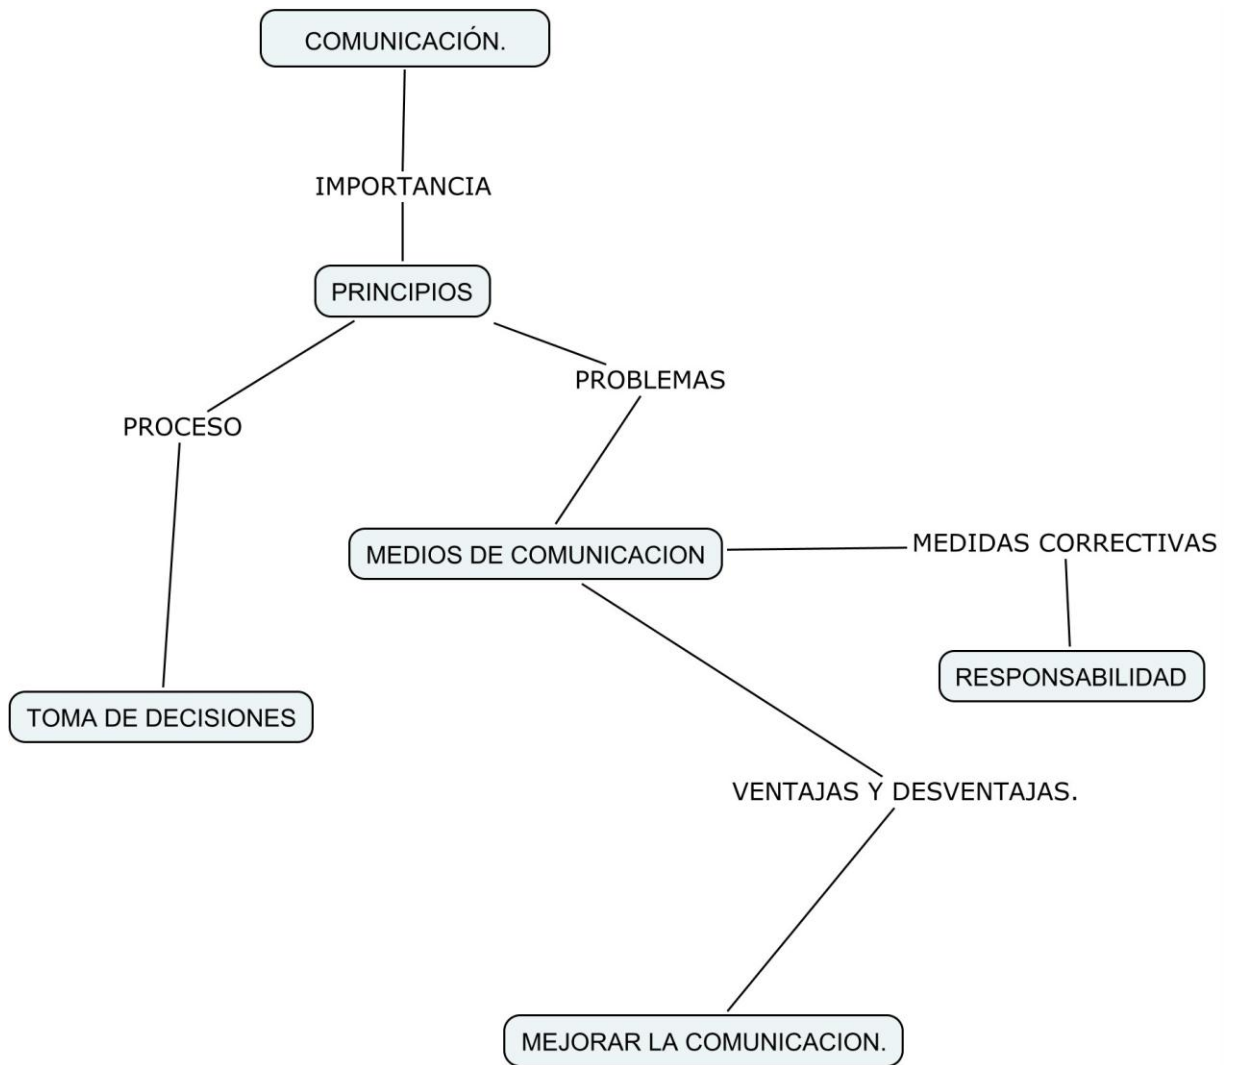 COMUNICACIÓN.
IMPORTANCIA
PRINCIPIOS
PROBLEMAS
PROCESO
MEDIOS DE COMUNICACION
MEDIDAS CORRECTIVAS
RESPONSABILIDAD
TOMA DE DECISIONES
VENTAJAS Y DESVENTAJAS.
MEJORAR LA COMUNICACION.